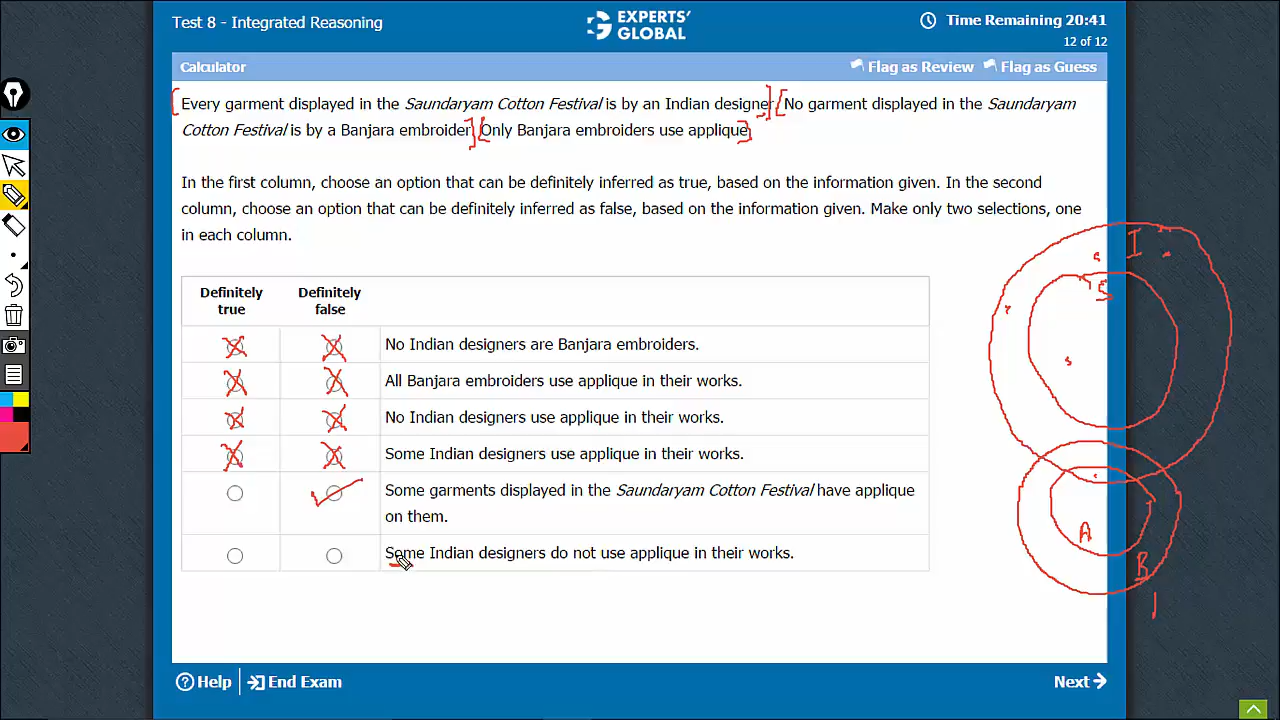 Test 8 - Integrated Reasoning
EXPERTS'
GLOBAL
Time Remaining 20:41
12 of 12
Calculator
Flag as Review
Flag as Guess
Every garment displayed in the Saundaryam Cotton Festival is by an Indian designer. No garment displayed in the Saundaryam
Cotton Festival is by a Banjara embroider. Only Banjara embroiders use applique.
In the first column, choose an option that can be definitely inferred as true, based on the information given. In the second
column, choose an option that can be definitely inferred as false, based on the information given. Make only two selections, one
in each column.
Definitely
true
Definitely
false
No Indian designers are Banjara embroiders.
All Banjara embroiders use applique in their works.
No Indian designers use applique in their works.
Some Indian designers use applique in their works.
Some garments displayed in the Saundaryam Cotton Festival have applique
on them.
Some Indian designers do not use applique in their works.
I
S
s
A
B
Help
End Exam
Next